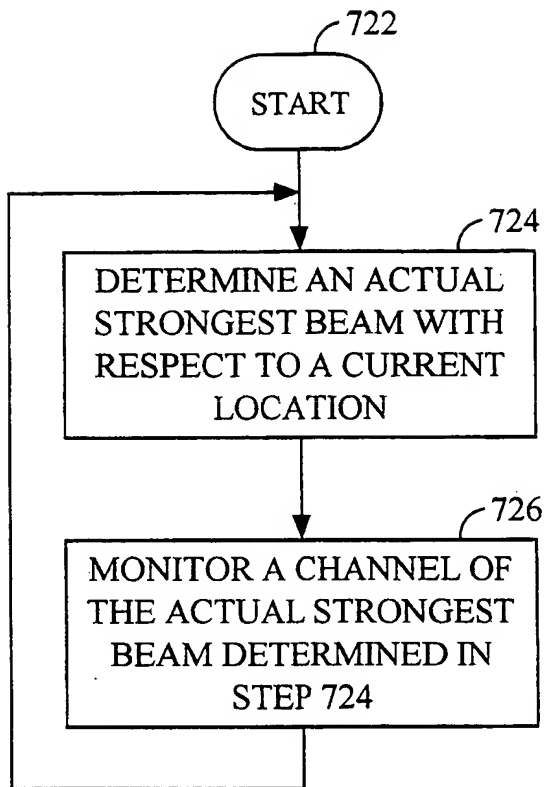 722
START
724
DETERMINE AN ACTUAL
STRONGEST BEAM WITH
RESPECT TO A CURRENT
LOCATION
726
MONITOR A CHANNEL OF
THE ACTUAL STRONGEST
BEAM DETERMINED IN
STEP 724